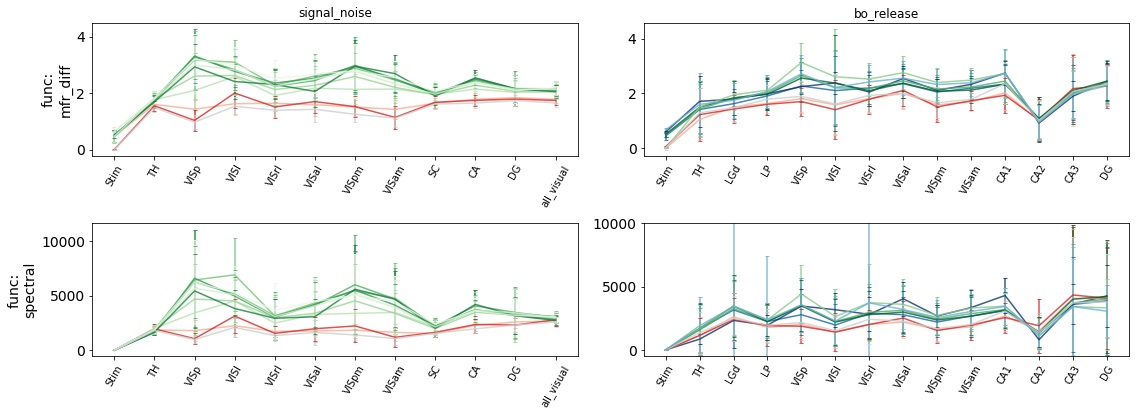 signal_noise
bo_release
func:
mfr_diff
4
2
0
Stim TH VISp VISl VISrl VISal VISpm VISam SC CA DG all_visual
4
2
0
Stim TH LGd LP VISp VISl VISrl VISal VISpm VISam CA1 CA2 CA3 DG
func:
spectral
10000
5000
0
Stim TH VISp VISl VISrl VISal VISpm VISam SC CA DG all_visual
10000
5000
0
Stim TH LGd LP VISp VISl VISrl VISal VISpm VISam CA1 CA2 CA3 DG